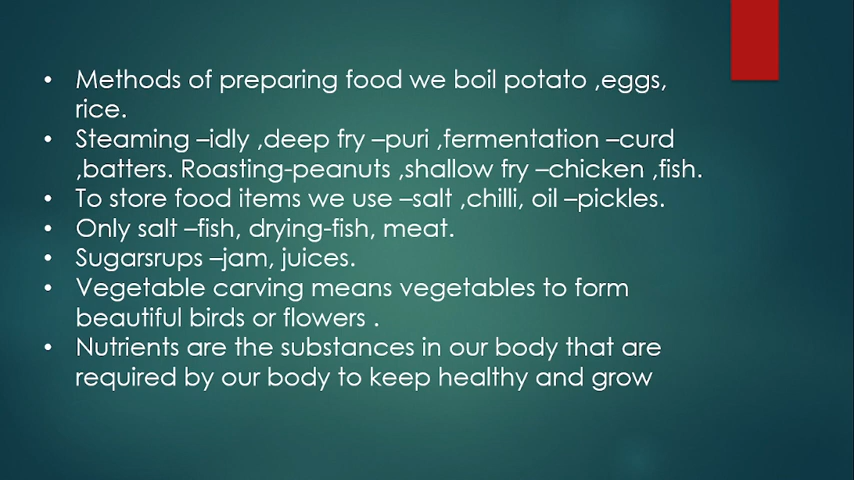 • Methods of preparing food we boil potato ,eggs,
rice.
• Steaming –idly ,deep fry –puri ,fermentation –curd
,batters. Roasting-peanuts ,shallow fry –chicken ,fish.
• To store food items we use –salt ,chilli, oil –pickles.
• Only salt –fish, drying-fish, meat.
• Sugarsrups –jam, juices.
• Vegetable carving means vegetables to form
beautiful birds or flowers .
• Nutrients are the substances in our body that are
required by our body to keep healthy and grow